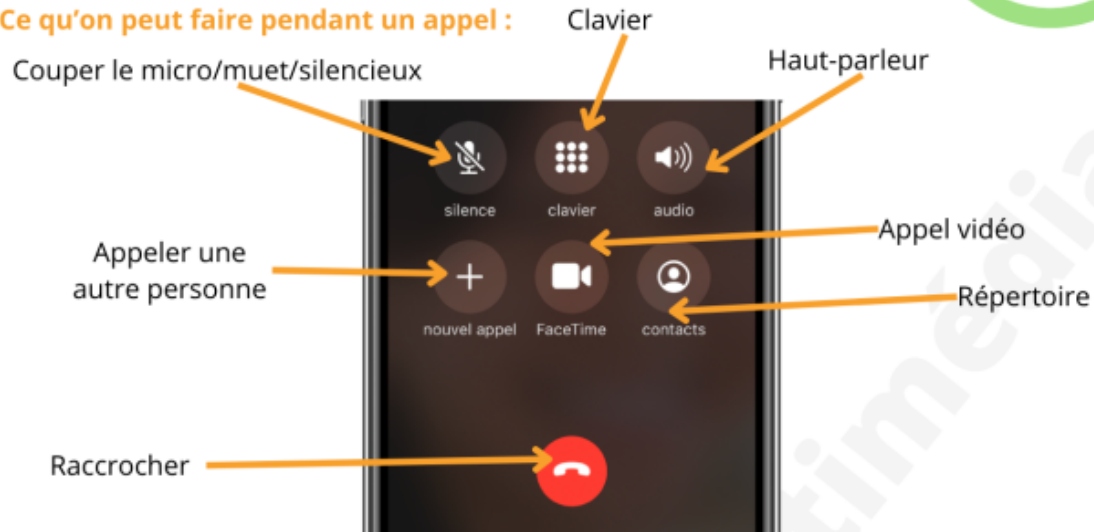 Ce qu'on peut faire pendant un appel :
Clavier
Couper le micro/muet/silencieux
Haut-parleur
silence
clavier
audio
Appeler une
autre personne
Appel vidéo
Répertoire
nouvel appel
FaceTime
contacts
Raccrocher